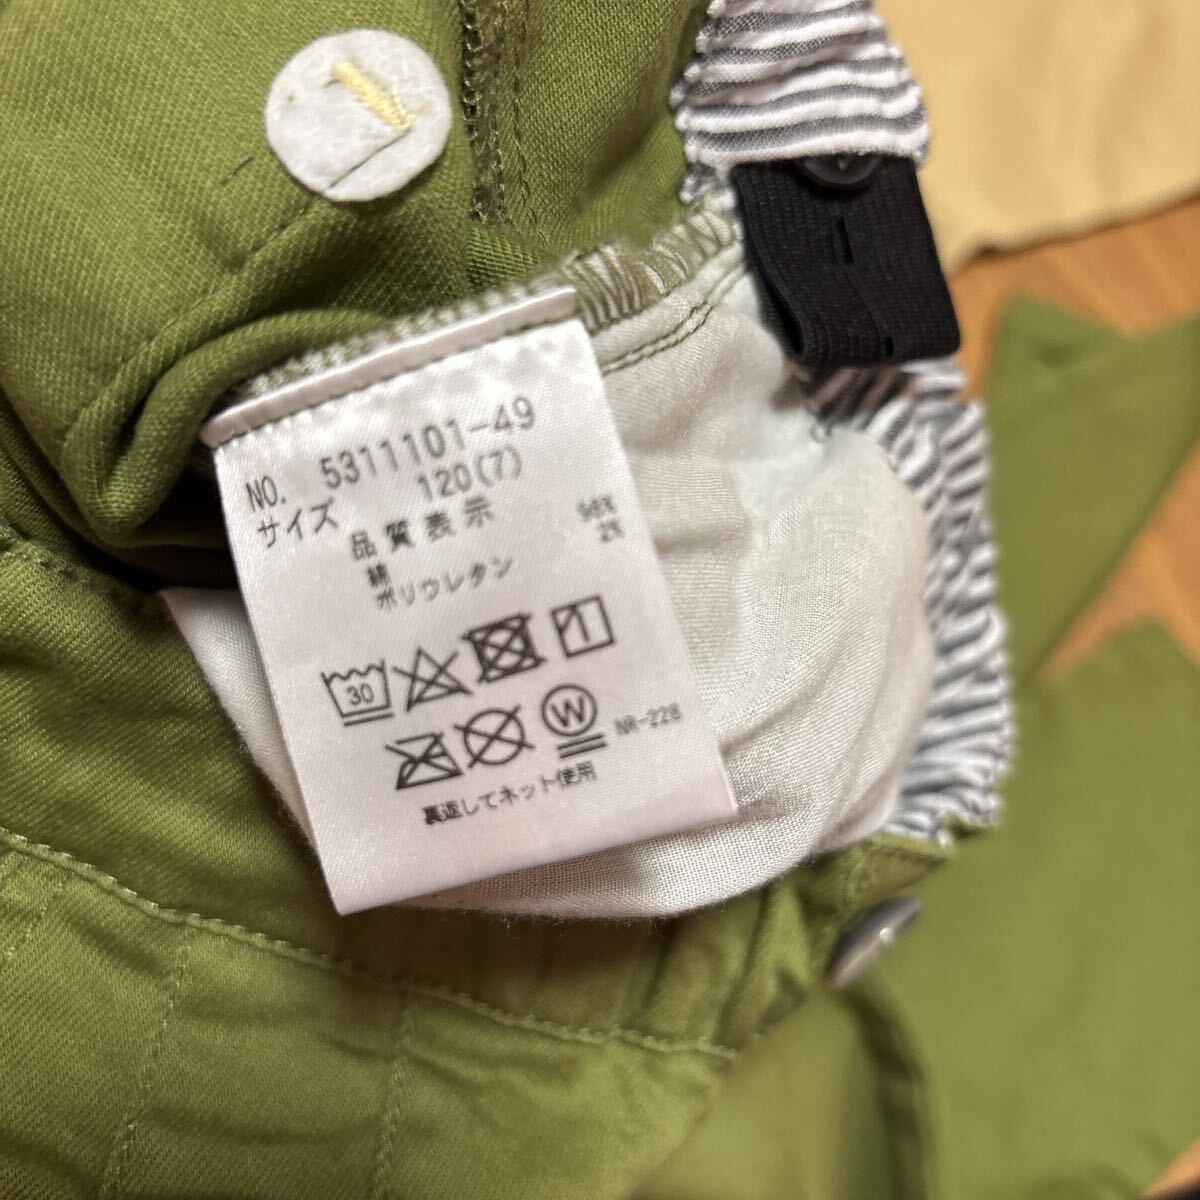 NO. 5311101-49
サイズ 120(7)
品質表示
綿 98%
ポリウレタン 2%
30
W NR-228
裏返してネット使用